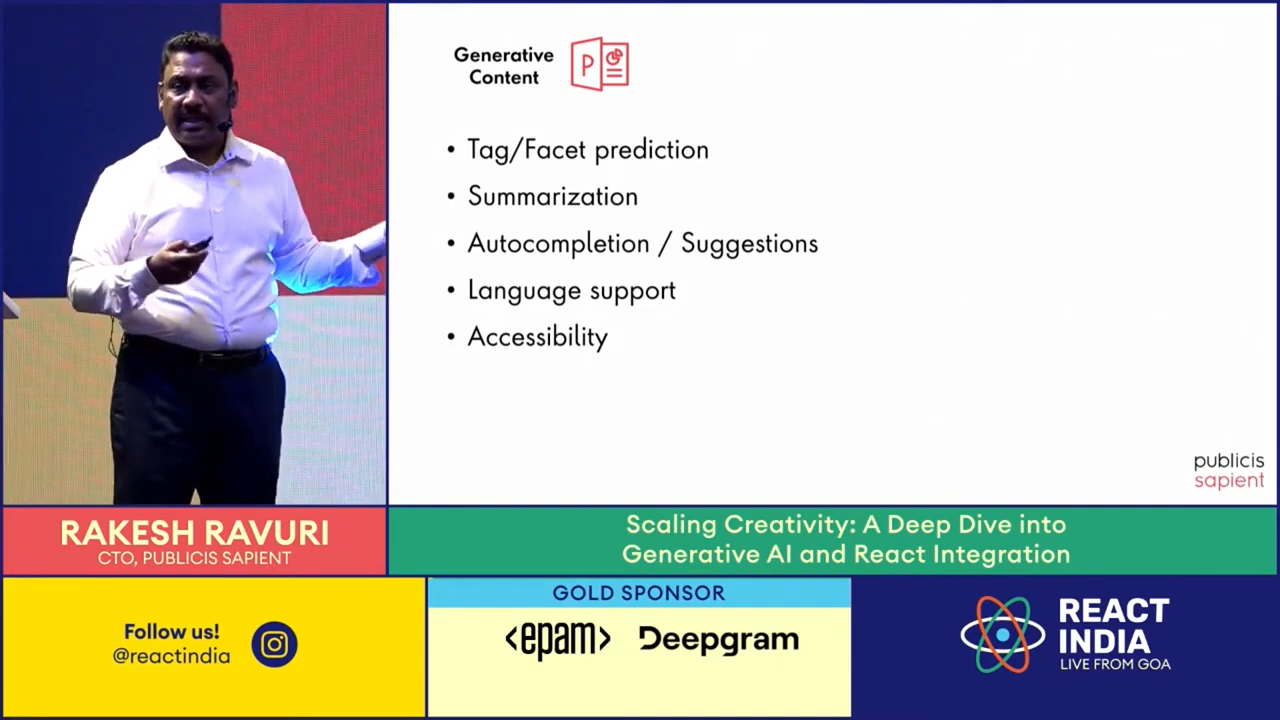 Generative
Content
P
• Tag/Facet prediction
• Summarization
• Autocompletion / Suggestions
• Language support
• Accessibility
publicis
sapient
RAKESH RAVURI
CTO, PUBLICIS SAPIENT
Scaling Creativity: A Deep Dive into
Generative AI and React Integration
Follow us!
@reactindia
GOLD SPONSOR
<epam> Deepgram
REACT
INDIA
LIVE FROM GOA